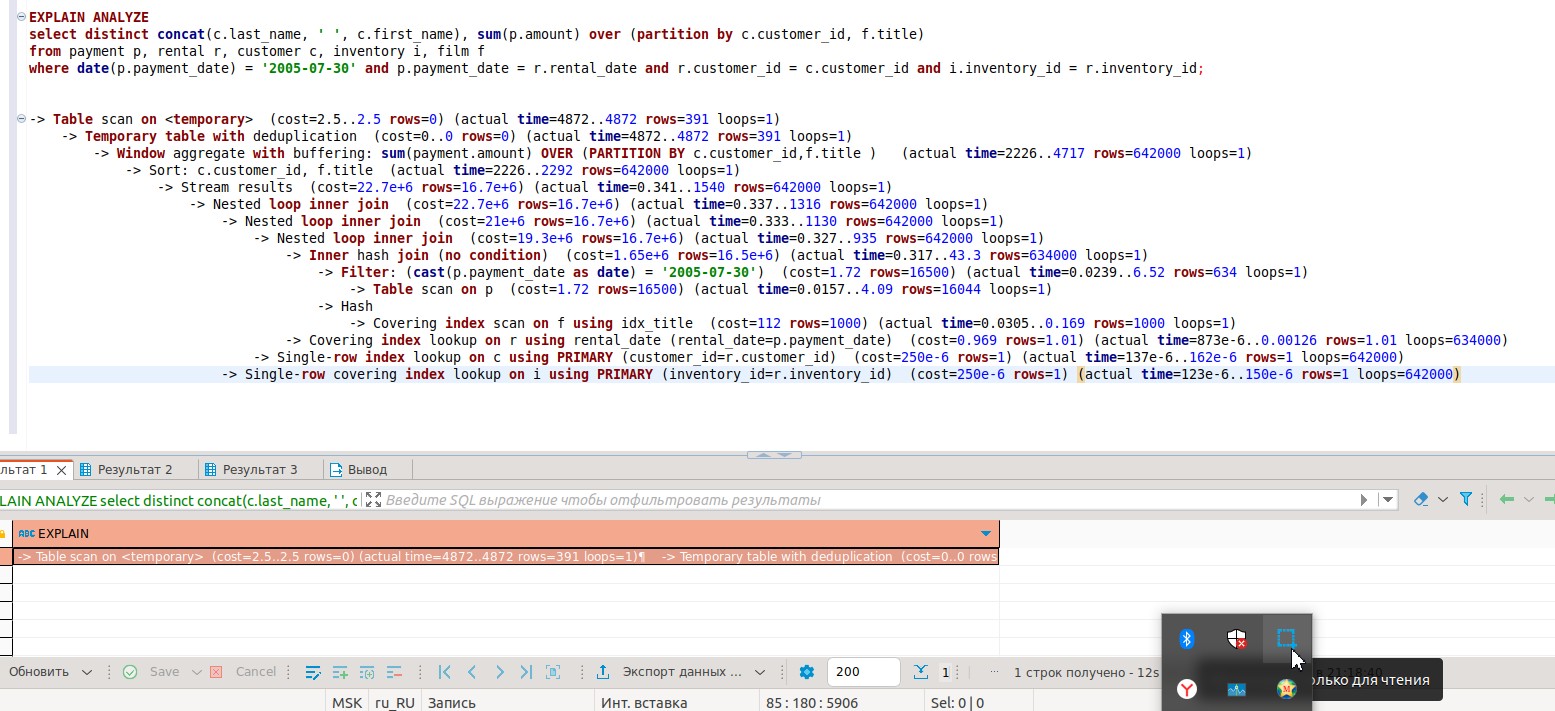 EXPLAIN ANALYZE
select distinct concat(c.last_name, ' ', c.first_name), sum(p.amount) over (partition by c.customer_id, f.title)
from payment p, rental r, customer c, inventory i, film f
where date(p.payment_date) = '2005-07-30' and p.payment_date = r.rental_date and r.customer_id = c.customer_id and i.inventory_id = r.inventory_id;
-> Table scan on <temporary>  (cost=2.5..2.5 rows=0) (actual time=4872..4872 rows=391 loops=1)
-> Temporary table with deduplication  (cost=0..0 rows=0) (actual time=4872..4872 rows=391 loops=1)
-> Window aggregate with buffering: sum(payment.amount) OVER (PARTITION BY c.customer_id,f.title )   (actual time=2226..4717 rows=642000 loops=1)
-> Sort: c.customer_id, f.title  (actual time=2226..2292 rows=642000 loops=1)
-> Stream results  (cost=22.7e+6 rows=16.7e+6) (actual time=0.341..1540 rows=642000 loops=1)
-> Nested loop inner join  (cost=22.7e+6 rows=16.7e+6) (actual time=0.337..1316 rows=642000 loops=1)
-> Nested loop inner join  (cost=21e+6 rows=16.7e+6) (actual time=0.333..1130 rows=642000 loops=1)
-> Nested loop inner join  (cost=19.3e+6 rows=16.7e+6) (actual time=0.327..935 rows=642000 loops=1)
-> Inner hash join (no condition)  (cost=1.65e+6 rows=16.5e+6) (actual time=0.317..43.3 rows=634000 loops=1)
-> Filter: (cast(p.payment_date as date) = '2005-07-30')  (cost=1.72 rows=16500) (actual time=0.0239..6.52 rows=634 loops=1)
-> Table scan on p  (cost=1.72 rows=16500) (actual time=0.0157..4.09 rows=16044 loops=1)
-> Hash
-> Covering index scan on f using idx_title  (cost=112 rows=1000) (actual time=0.0305..0.169 rows=1000 loops=1)
-> Covering index lookup on r using rental_date (rental_date=p.payment_date)  (cost=0.969 rows=1.01) (actual time=873e-6..0.00126 rows=1.01 loops=634000)
-> Single-row index lookup on c using PRIMARY (customer_id=r.customer_id)  (cost=250e-6 rows=1) (actual time=137e-6..162e-6 rows=1 loops=642000)
-> Single-row covering index lookup on i using PRIMARY (inventory_id=r.inventory_id)  (cost=250e-6 rows=1) (actual time=123e-6..150e-6 rows=1 loops=642000)
льтат 1 Результат 2 Результат 3 Вывод
LAIN ANALYZE select distinct concat(c.last_name, ' ', c Введите SQL выражение чтобы отфильтровать результаты
ABC EXPLAIN
-> Table scan on <temporary>  (cost=2.5..2.5 rows=0) (actual time=4872..4872 rows=391 loops=1)¶    -> Temporary table with deduplication  (cost=0..0 rows
Обновить Save Cancel Экспорт данных ... 200 1 ... 1 строк получено - 12s
олько для чтения
MSK ru_RU Запись Инт. вставка 85 : 180 : 5906 Sel: 0 | 0